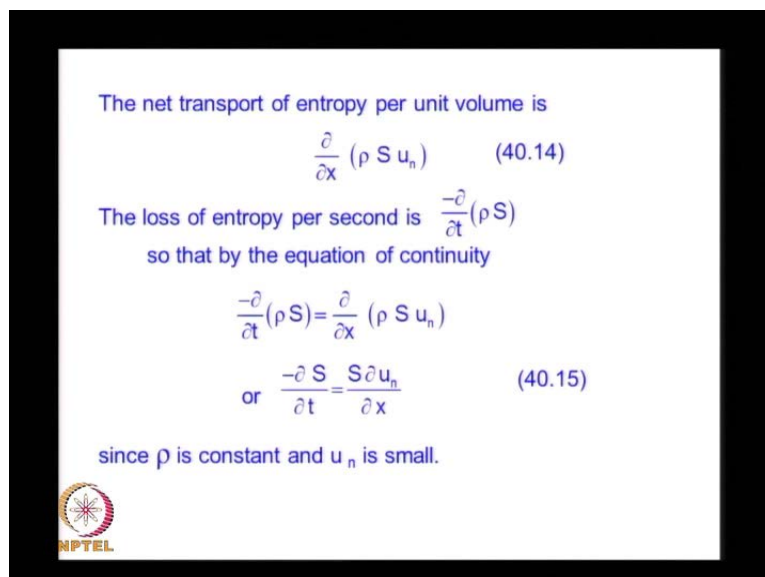 The net transport of entropy per unit volume is
∂/∂x (ρ S uₙ) (40.14)
The loss of entropy per second is −∂/∂t (ρS)
so that by the equation of continuity
−∂/∂t (ρS) = ∂/∂x (ρ S uₙ)
or −∂ S/∂ t = S∂uₙ/∂ x (40.15)
since ρ is constant and u ₙ is small.
NPTEL